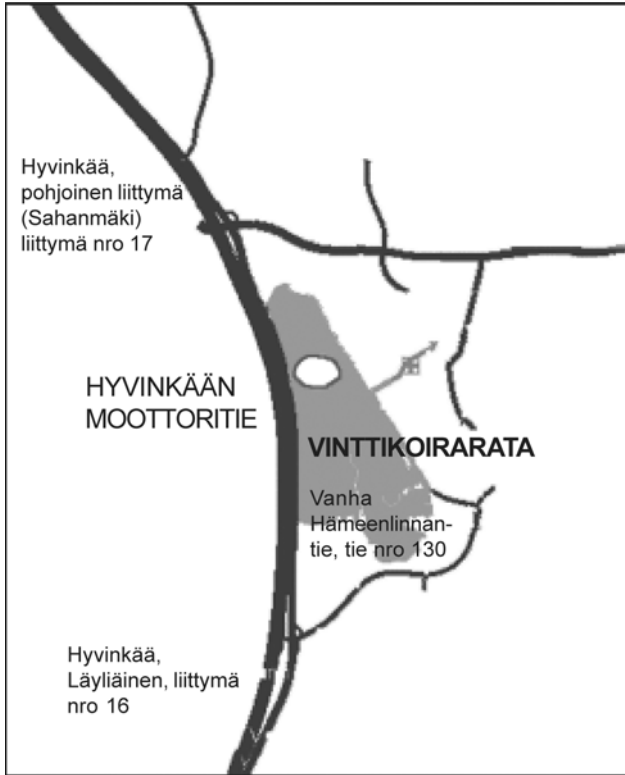 Hyvinkää,
pohjoinen liittymä
(Sahanmäki)
liittymä nro 17
HYVINKÄÄN
MOOTTORITIE
VINTTIKOIRARATA
Vanha
Hämeenlinnan-
tie, tie nro 130
Hyvinkää,
Läyliäinen, liittymä
nro 16